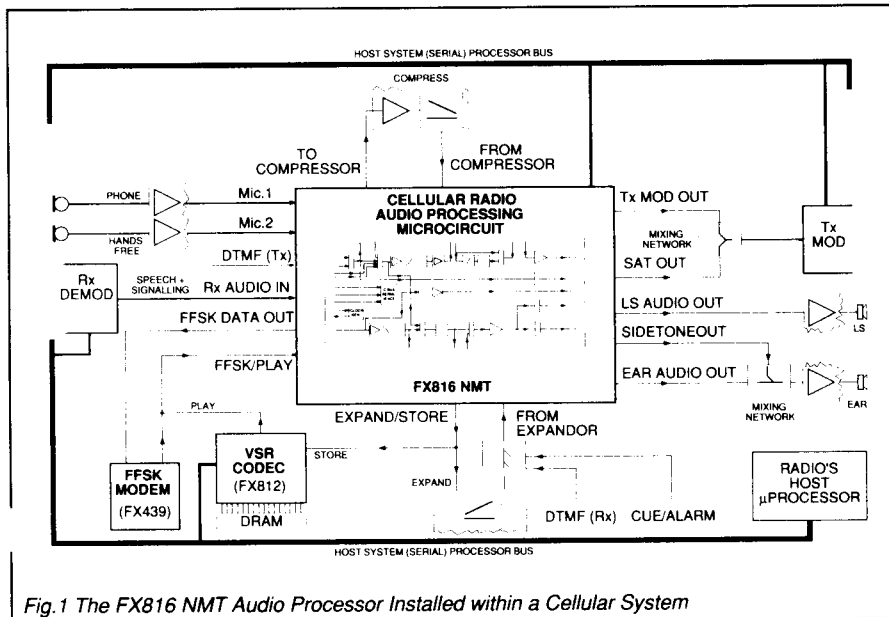 HOST SYSTEM (SERIAL) PROCESSOR BUS
COMPRESS
TO
COMPRESSOR
FROM
COMPRESSOR
PHONE
Mic.1
Mic.2
HANDS
FREE
DTMF (Tx)
Rx
DEMOD
SPEECH +
SIGNALLING
Rx AUDIO IN
FFSK DATA OUT
FFSK/PLAY
CELLULAR RADIO
AUDIO PROCESSING
MICROCIRCUIT
FX816 NMT
Tx MOD OUT
MIXING
NETWORK
Tx
MOD
SAT OUT
LS AUDIO OUT
LS
SIDETONEOUT
EAR AUDIO OUT
MIXING
NETWORK
EAR
PLAY
EXPAND/STORE
FROM
EXPANDOR
VSR
CODEC
(FX812)
STORE
EXPAND
FFSK
MODEM
(FX439)
DRAM
DTMF (Rx)
CUE/ALARM
RADIO'S
HOST
µPROCESSOR
HOST SYSTEM (SERIAL) PROCESSOR BUS
Fig.1 The FX816 NMT Audio Processor Installed within a Cellular System